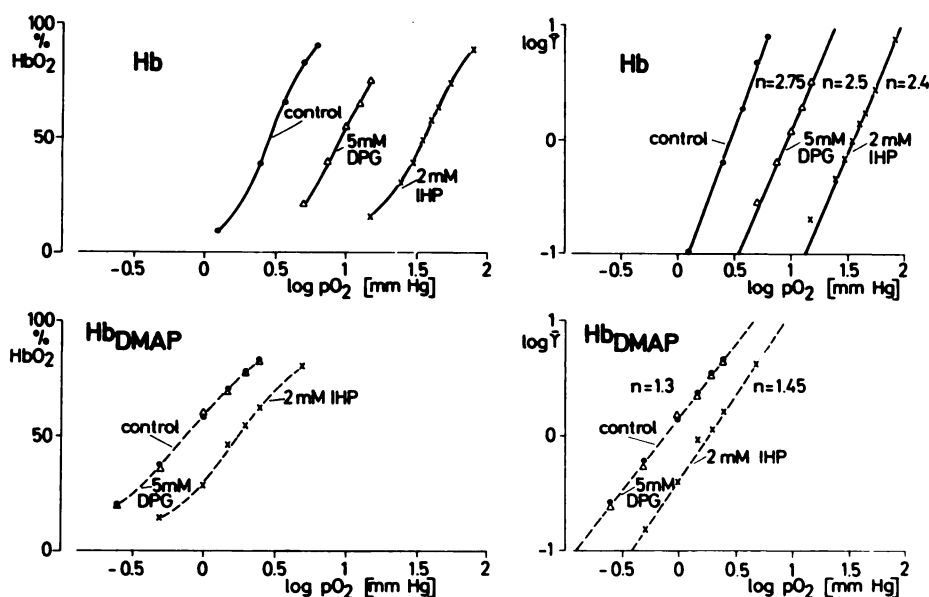 100
%
HbO₂
Hb
control
50
5mM
DPG
2mM
IHP
0
-0.5 0 0.5 1 1.5 2
log pO₂ [mm Hg]
1
log Ȳ
Hb
n=2.75 n=2.5 n=2.4
0
control
5mM
DPG
2mM
IHP
-1
-0.5 0 0.5 1 1.5 2
log pO₂ [mm Hg]
100
%
HbO₂
HbDMAP
2mM IHP
control
50
5mM
DPG
0
-0.5 0 0.5 1 1.5 2
log pO₂ [mm Hg]
1
log Ȳ
HbDMAP
n=1.3 n=1.45
control
0
2mM IHP
5mM
DPG
-1
-0.5 0 0.5 1 1.5 2
log pO₂ [mm Hg]